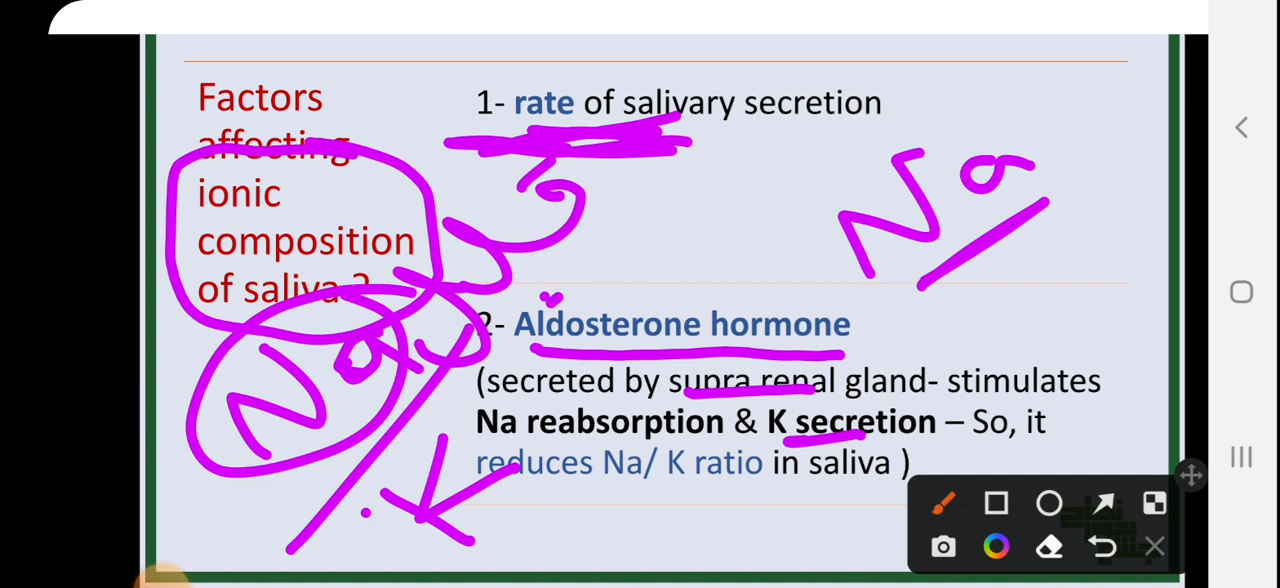 Factors
affecting
ionic
composition
of saliva ?
1- rate of salivary secretion
2- Aldosterone hormone
(secreted by supra renal gland- stimulates
Na reabsorption & K secretion – So, it
reduces Na/ K ratio in saliva )
Na
Na
K